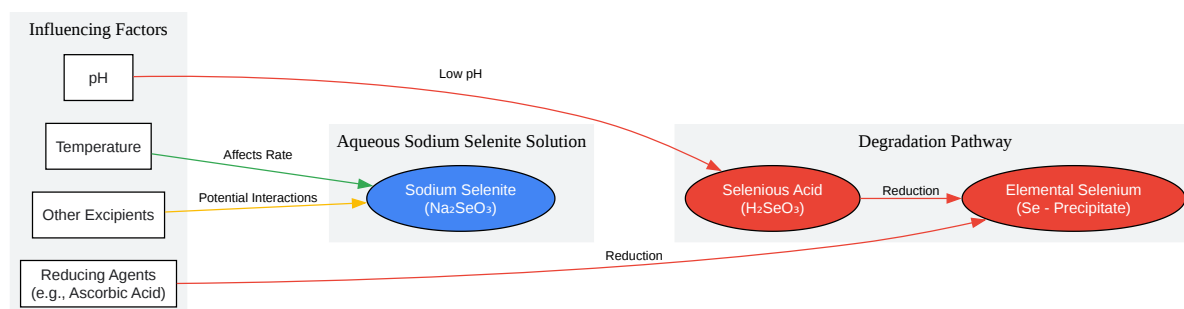 Influencing Factors
pH
Low pH
Temperature
Affects Rate
Other Excipients
Potential Interactions
Reducing Agents
(e.g., Ascorbic Acid)
Reduction
Aqueous Sodium Selenite Solution
Sodium Selenite
(Na₂SeO₃)
Degradation Pathway
Selenious Acid
(H₂SeO₃)
Reduction
Elemental Selenium
(Se - Precipitate)